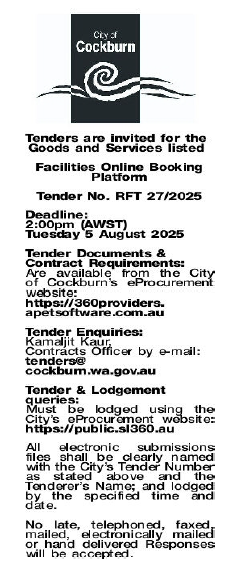 City of
Cockburn
Tenders are invited for the
Goods and Services listed
Facilities Online Booking
Platform
Tender No. RFT 27/2025
Deadline:
2:00pm (AWST)
Tuesday 5 August 2025
Tender Documents &
Contract Requirements:
Are available from the City
of Cockburn's eProcurement
website:
https://360providers.
apetsoftware.com.au
Tender Enquiries:
Kamaljit Kaur,
Contracts Officer by e-mail:
tenders@
cockburn.wa.gov.au
Tender & Lodgement
queries:
Must be lodged using the
City's eProcurement website:
https://public.sl360.au
All electronic submissions
files shall be clearly named
with the City's Tender Number
as stated above and the
Tenderer's Name; and lodged
by the specified time and
date.
No late, telephoned, faxed,
mailed, electronically mailed
or hand delivered Responses
will be accepted.